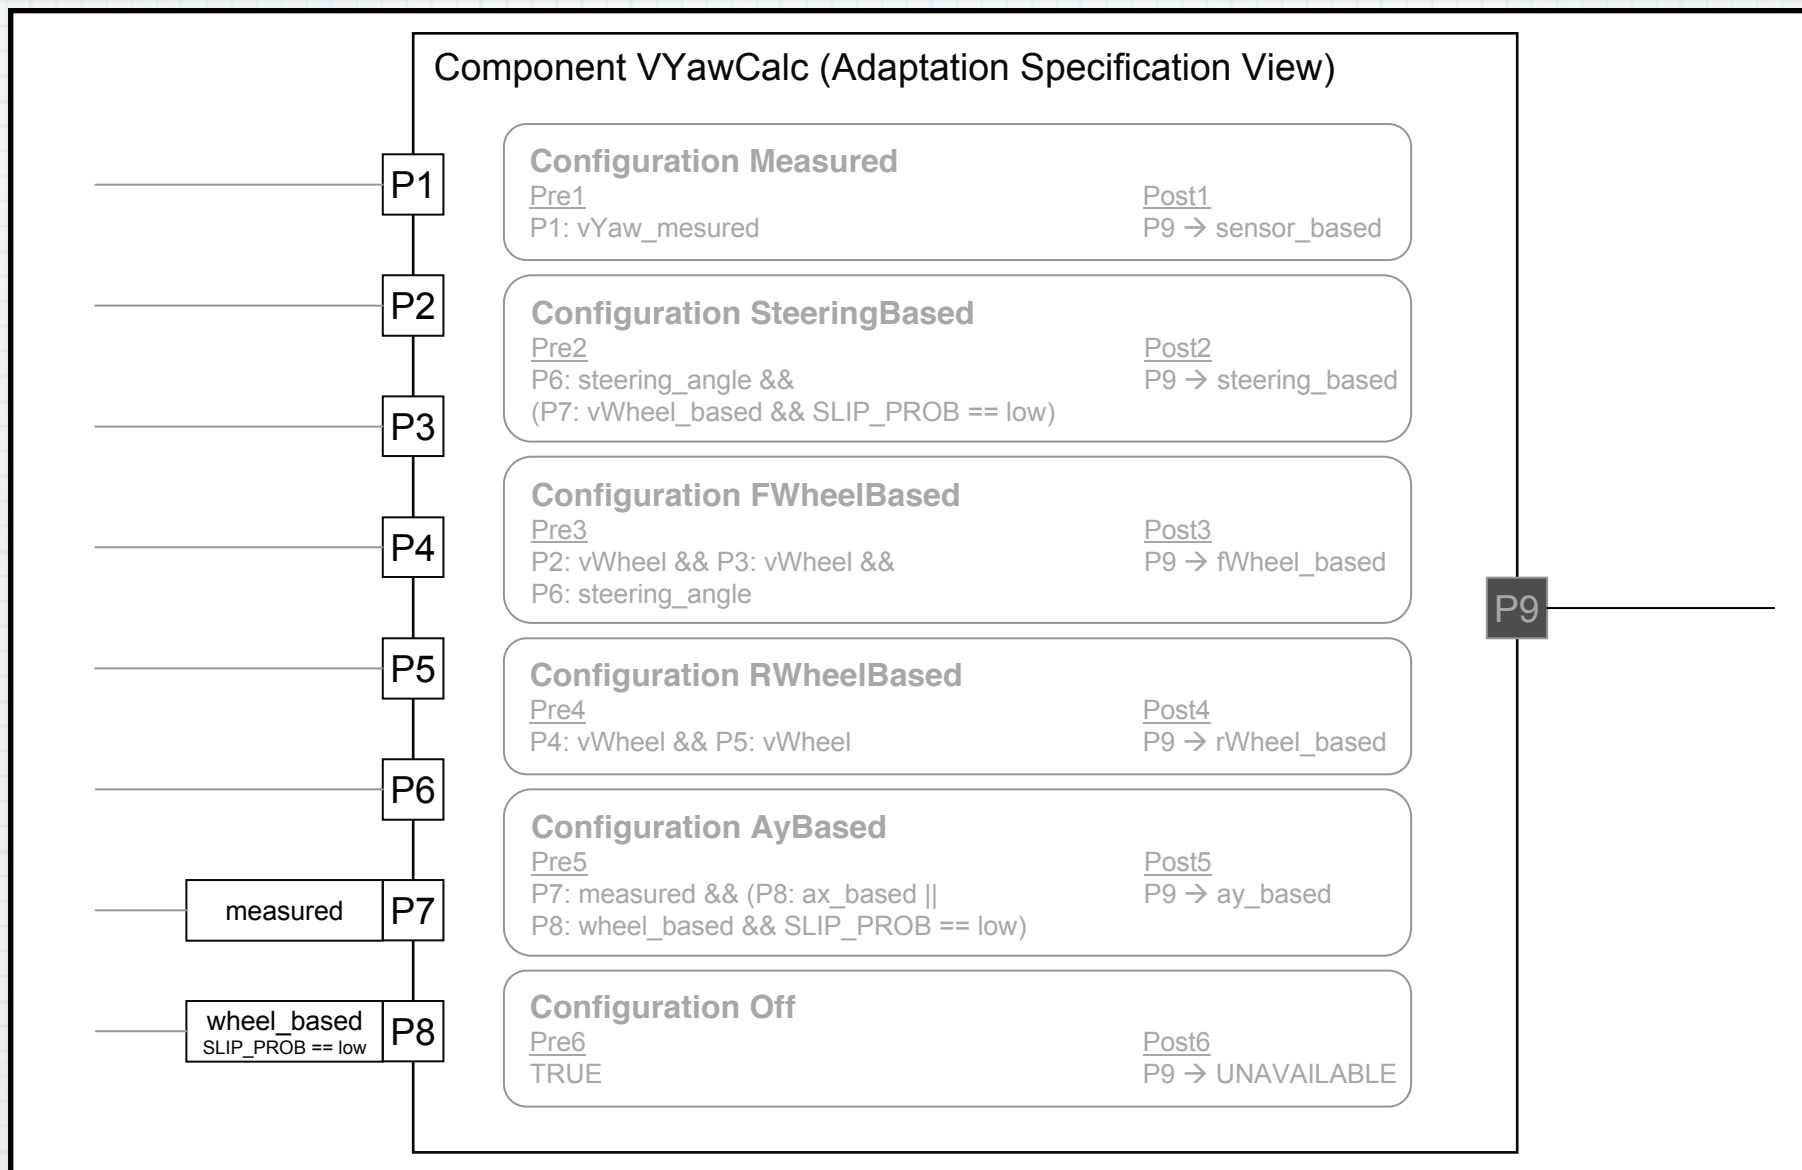 Component VYawCalc (Adaptation Specification View)
P1
P2
P3
P4
P5
P6
measured P7
wheel_based
SLIP_PROB == low
P8
Configuration Measured
Pre1 Post1
P1: vYaw_mesured P9 → sensor_based
Configuration SteeringBased
Pre2 Post2
P6: steering_angle && P9 → steering_based
(P7: vWheel_based && SLIP_PROB == low)
Configuration FWheelBased
Pre3 Post3
P2: vWheel && P3: vWheel && P9 → fWheel_based
P6: steering_angle
Configuration RWheelBased
Pre4 Post4
P4: vWheel && P5: vWheel P9 → rWheel_based
Configuration AyBased
Pre5 Post5
P7: measured && (P8: ax_based || P9 → ay_based
P8: wheel_based && SLIP_PROB == low)
Configuration Off
Pre6 Post6
TRUE P9 → UNAVAILABLE
P9